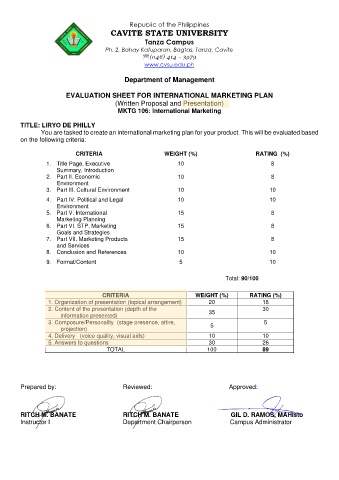 Republic of the Philippines
CAVITE STATE UNIVERSITY
Tanza Campus
Ph. 2, Bahay Katuparan, Bagtas, Tanza, Cavite
☎(046) 414 – 3979
www.cvsu.edu.ph
Department of Management
EVALUATION SHEET FOR INTERNATIONAL MARKETING PLAN
(Written Proposal and Presentation)
MKTG 106: International Marketing
TITLE: LIRYO DE PHILLY
You are tasked to create an international marketing plan for your product. This will be evaluated based
on the following criteria:
CRITERIA WEIGHT (%) RATING (%)
1. Title Page, Executive Summary, Introduction 10 8
2. Part II. Economic Environment 10 8
3. Part III. Cultural Environment 10 10
4. Part IV. Political and Legal Environment 10 10
5. Part V. International Marketing Planning 15 8
6. Part VI. STP, Marketing Goals and Strategies 15 8
7. Part VII. Marketing Products and Services 15 8
8. Conclusion and References 10 10
9. Format/Content 5 10
Total: 90/100
CRITERIA WEIGHT (%) RATING (%)
1. Organization of presentation (topical arrangement) 20 18
2. Content of the presentation (depth of the information presented) 35 30
3. Composure/Personality (stage presence, attire, projection) 5 5
4. Delivery (voice quality, visual aids) 10 10
5. Answers to questions 30 26
TOTAL 100 89
Prepared by: Reviewed: Approved:
RITCH M. BANATE RITCH M. BANATE GIL D. RAMOS, MAHisto
Instructor I Department Chairperson Campus Administrator